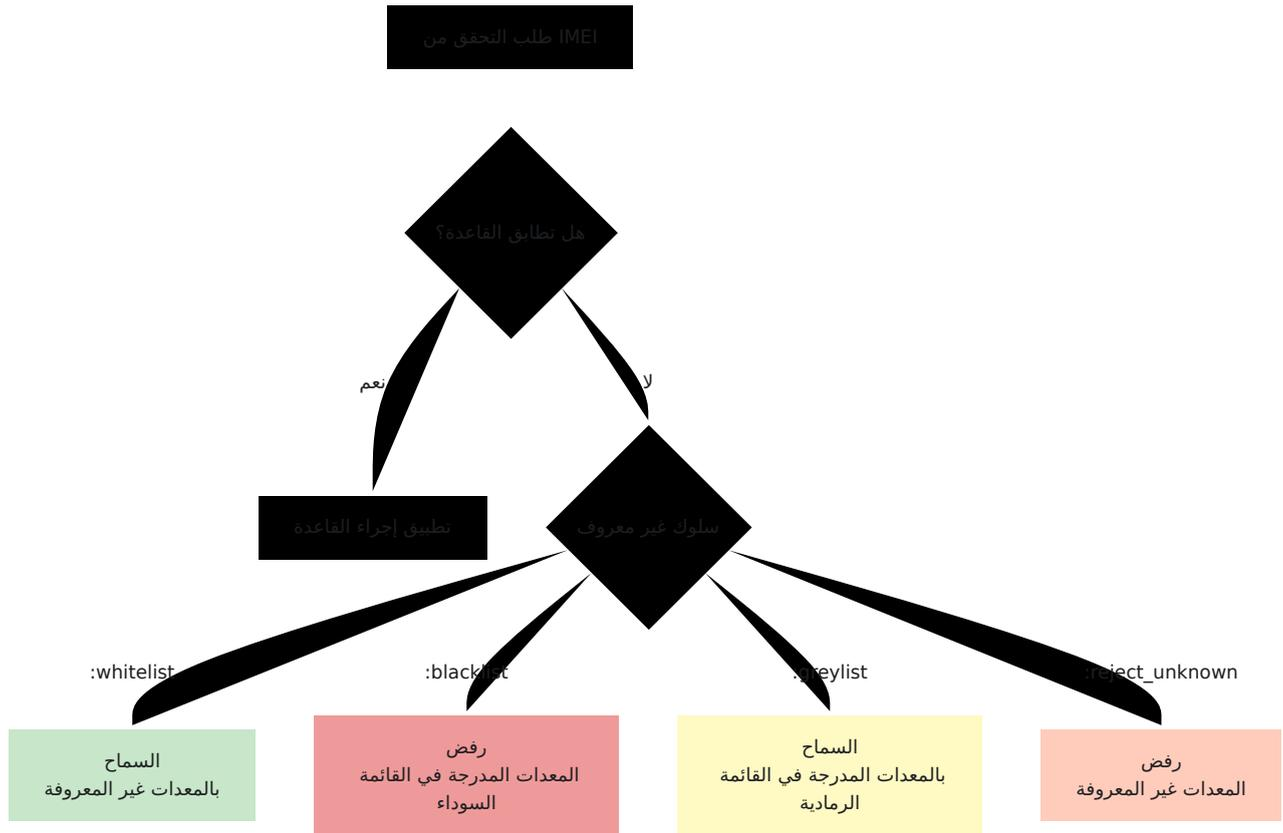 طلب التحقق من IMEI
هل تطابق القاعدة؟
نعم
لا
تطبيق إجراء القاعدة
سلوك غير معروف
:whitelist
:blacklist
:greylist
:reject_unknown
السماح
بالمعدات غير المعروفة
رفض
المعدات المدرجة في القائمة
السوداء
السماح
بالمعدات المدرجة في القائمة
الرمادية
رفض
المعدات غير المعروفة